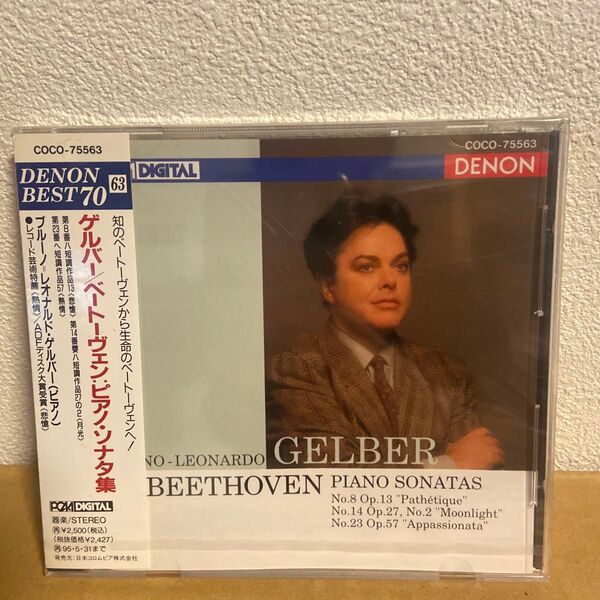 COCO-75563
DENON
BEST 70
63
知のベートーヴェンから生命のベートーヴェンへ!
ゲルバー/ベートーヴェン:ピアノ・ソナタ集
第8番ハ短調作品13《悲愴》 第14番嬰ハ短調作品27の2《月光》
第23番ヘ短調作品57《熱情》
ブルーノ=レオナルド・ゲルバー(ピアノ)
●レコード芸術特薦《熱情》/ADFディスク大賞受賞《悲愴》
PCM DIGITAL
器楽/STEREO
¥2,500(税込)
(税抜価格¥2,427)
95・5・31まで
発売元:日本コロムビア株式会社
COCO-75563
DIGITAL
DENON
NO-LEONARDO GELBER
BEETHOVEN PIANO SONATAS
No.8 Op.13 "Pathétique"
No.14 Op.27, No.2 "Moonlight"
No.23 Op.57 "Appassionata"